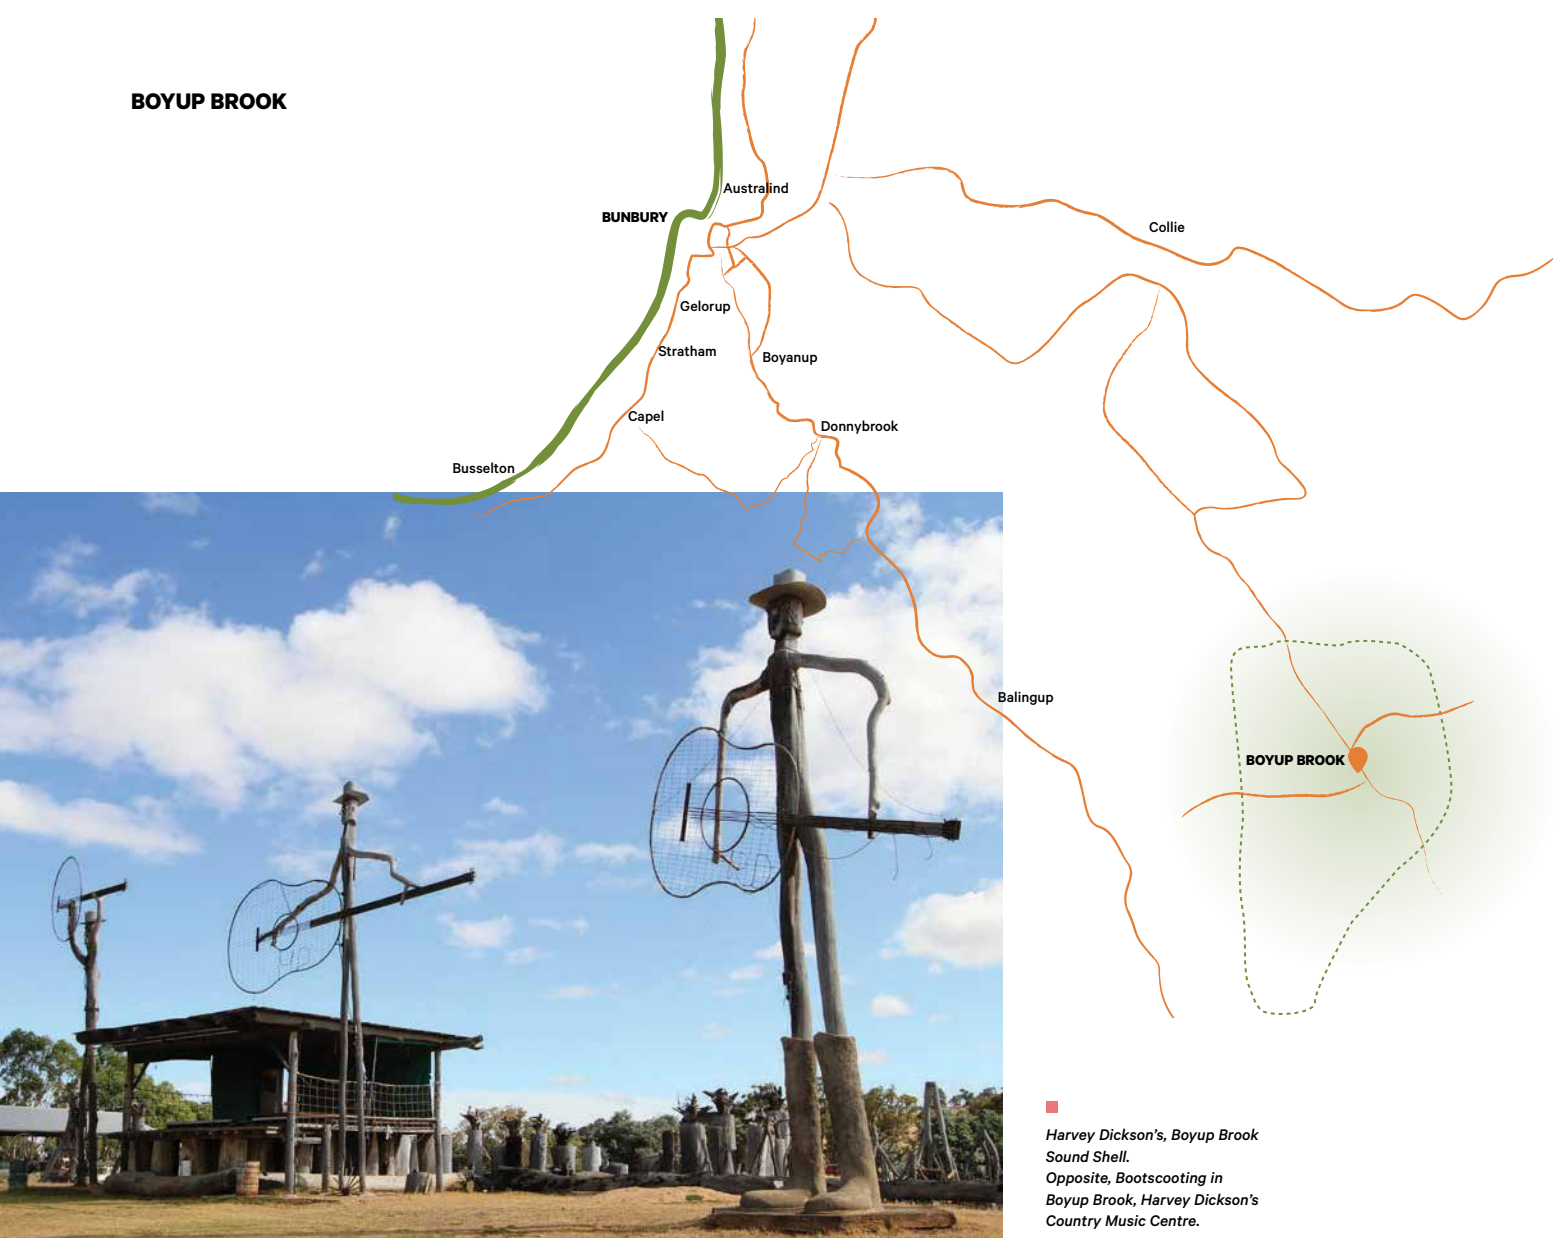 BOYUP BROOK
Australind
BUNBURY
Collie
Gelorup
Stratham
Boyanup
Capel
Donnybrook
Busselton
Balingup
BOYUP BROOK
Harvey Dickson's, Boyup Brook
Sound Shell.
Opposite, Bootscooting in
Boyup Brook, Harvey Dickson's
Country Music Centre.